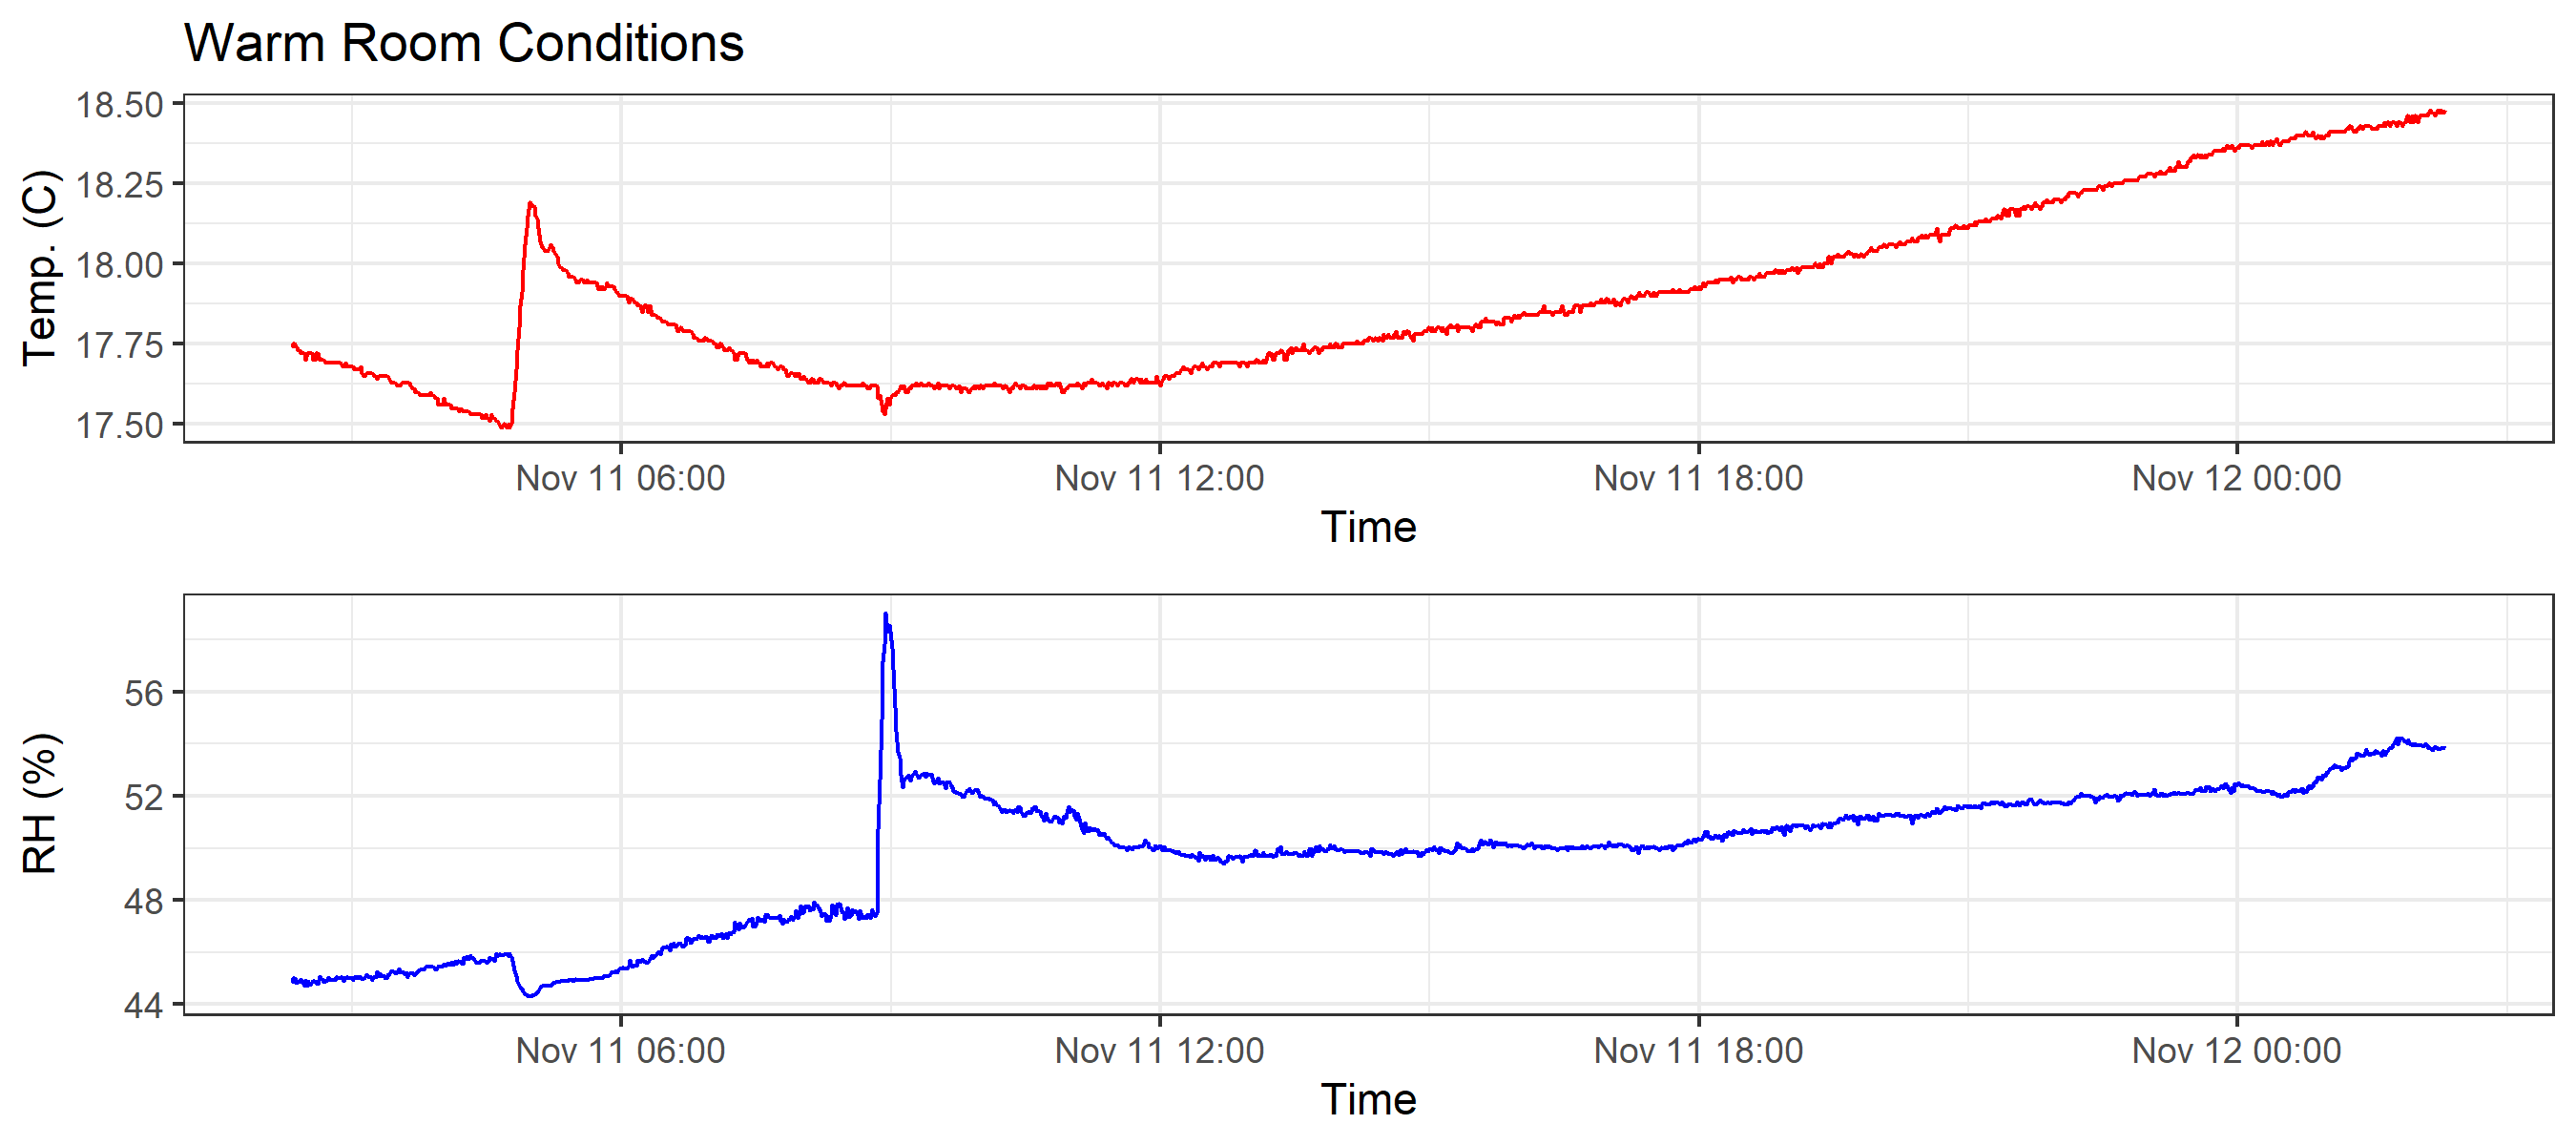 Warm Room Conditions
18.50
18.25
18.00
17.75
17.50
Temp. (C)
Nov 11 06:00 Nov 11 12:00 Nov 11 18:00 Nov 12 00:00
Time
56
52
48
44
RH (%)
Nov 11 06:00 Nov 11 12:00 Nov 11 18:00 Nov 12 00:00
Time